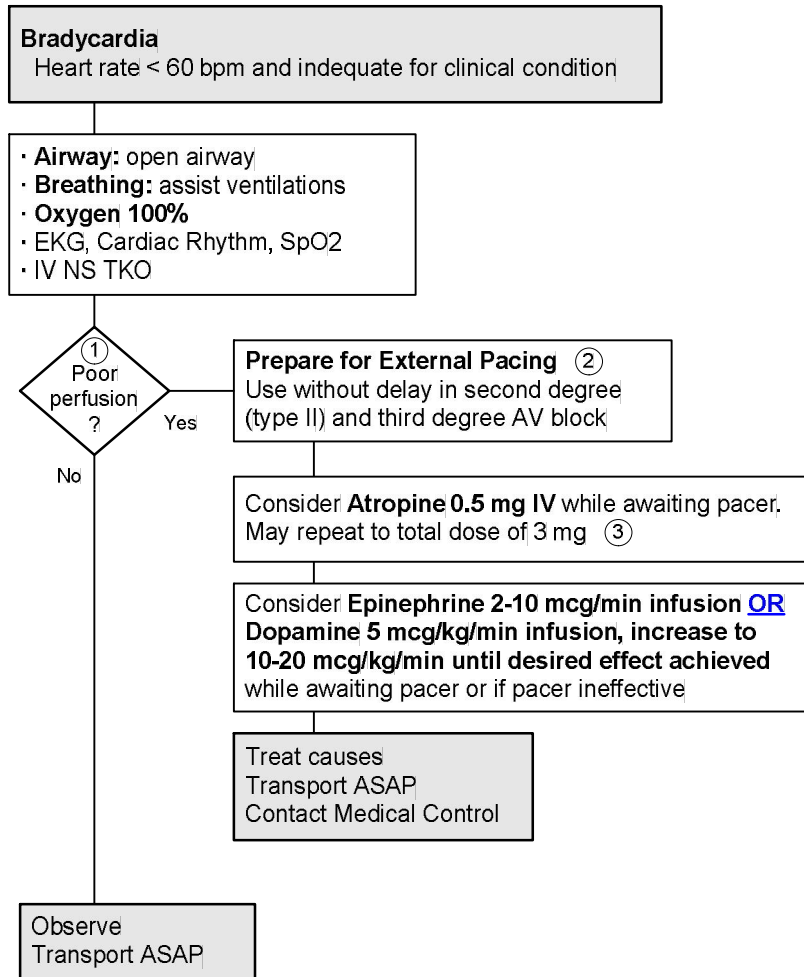 Bradycardia
Heart rate < 60 bpm and indequate for clinical condition
· Airway: open airway
· Breathing: assist ventilations
· Oxygen 100%
· EKG, Cardiac Rhythm, SpO2
· IV NS TKO
1
Poor
perfusion
?
Yes
No
Prepare for External Pacing 2
Use without delay in second degree
(type II) and third degree AV block
Consider Atropine 0.5 mg IV while awaiting pacer.
May repeat to total dose of 3 mg 3
Consider Epinephrine 2-10 mcg/min infusion OR
Dopamine 5 mcg/kg/min infusion, increase to
10-20 mcg/kg/min until desired effect achieved
while awaiting pacer or if pacer ineffective
Treat causes
Transport ASAP
Contact Medical Control
Observe
Transport ASAP